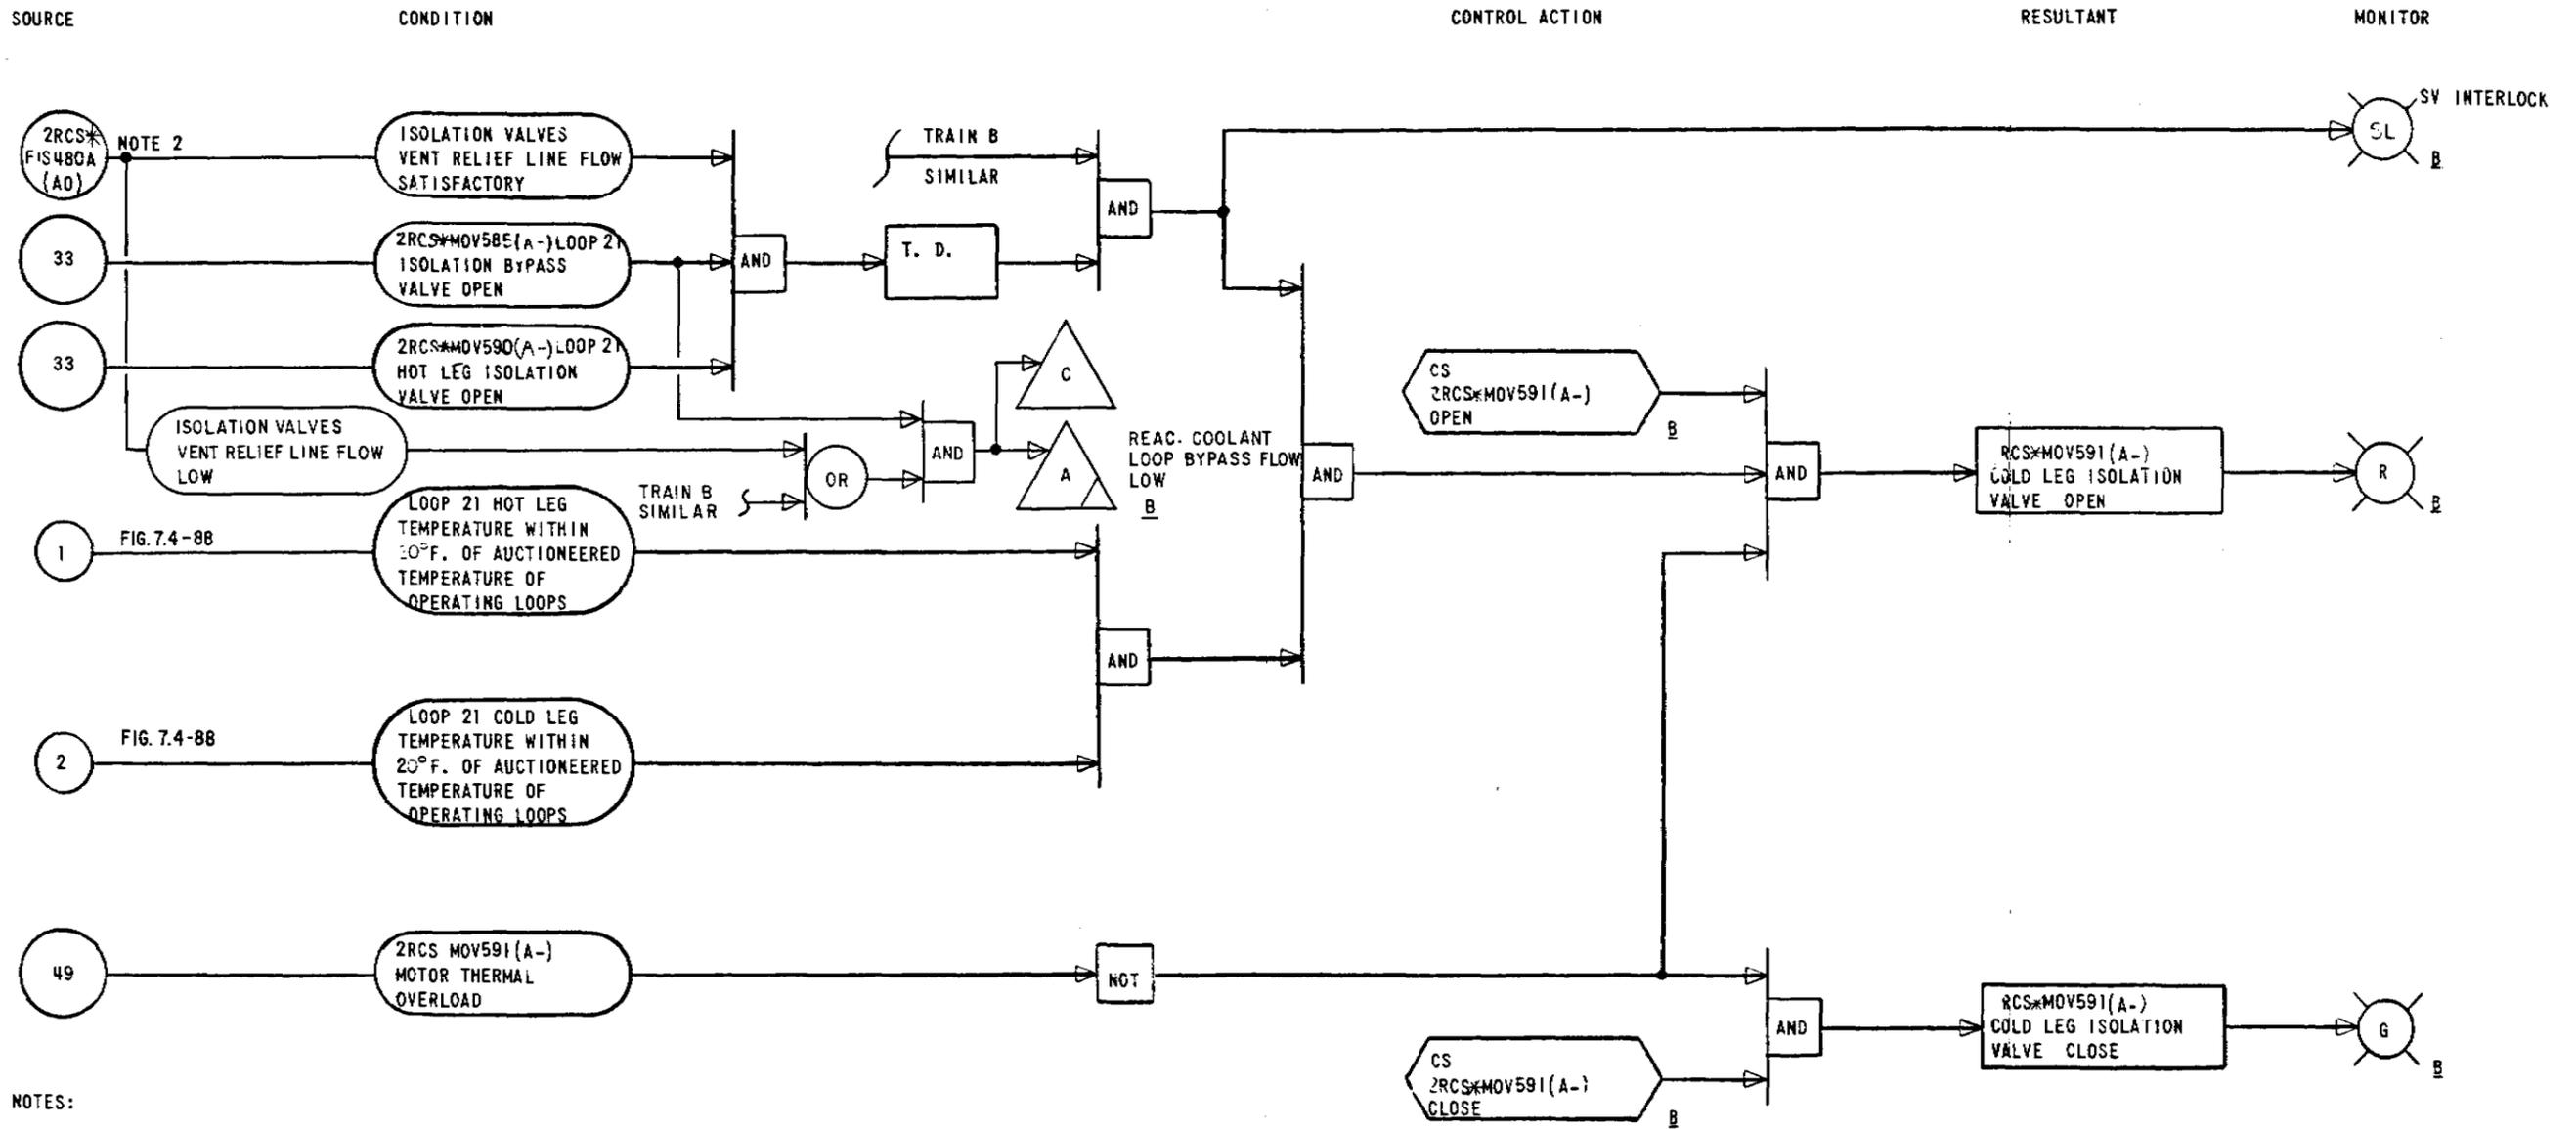 SOURCE
CONDITION
CONTROL ACTION
RESULTANT
MONITOR
2RCS*
FIS480A
(AO)
NOTE 2
ISOLATION VALVES
VENT RELIEF LINE FLOW
SATISFACTORY
TRAIN B
SIMILAR
AND
SL
SV INTERLOCK
B
33
2RCS*MOV585(A-)LOOP 21
ISOLATION BYPASS
VALVE OPEN
AND
T. D.
33
2RCS*MOV590(A-)LOOP 21
HOT LEG ISOLATION
VALVE OPEN
C
ISOLATION VALVES
VENT RELIEF LINE FLOW
LOW
TRAIN B
SIMILAR
OR
AND
A
REAC. COOLANT
LOOP BYPASS FLOW
LOW
B
AND
CS
2RCS*MOV591(A-)
OPEN
B
AND
RCS*MOV591(A-)
COLD LEG ISOLATION
VALVE OPEN
R
B
1
FIG.7.4-88
LOOP 21 HOT LEG
TEMPERATURE WITHIN
OF AUCTIONEERED
TEMPERATURE OF
OPERATING LOOPS
AND
2
FIG. 7.4-88
LOOP 21 COLD LEG
TEMPERATURE WITHIN
20°F. OF AUCTIONEERED
TEMPERATURE OF
OPERATING LOOPS
49
2RCS MOV591(A-)
MOTOR THERMAL
OVERLOAD
NOT
CS
2RCS*MOV591(A-)
CLOSE
B
AND
RCS*MOV591(A-)
COLD LEG ISOLATION
VALVE CLOSE
G
B
NOTES: